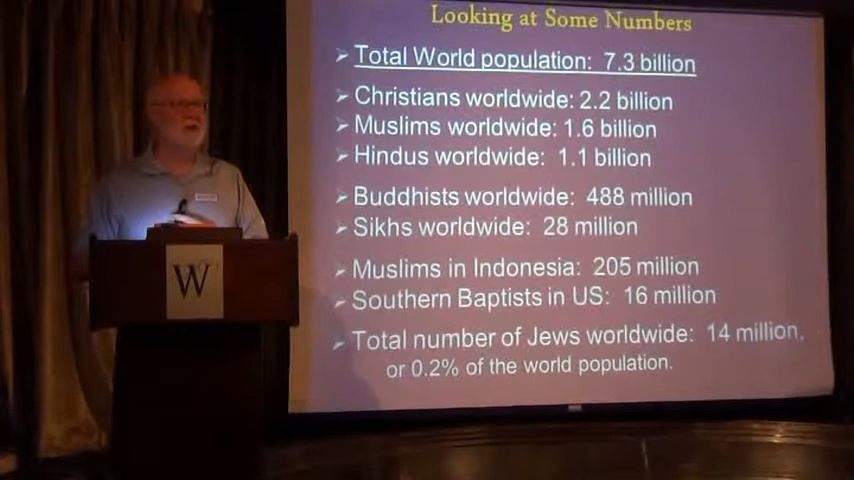 Looking at Some Numbers
Total World population: 7.3 billion
Christians worldwide: 2.2 billion
Muslims worldwide: 1.6 billion
Hindus worldwide: 1.1 billion
Buddhists worldwide: 488 million
Sikhs worldwide: 28 million
Muslims in Indonesia: 205 million
Southern Baptists in US: 16 million
Total number of Jews worldwide: 14 million,
or 0.2% of the world population.
W